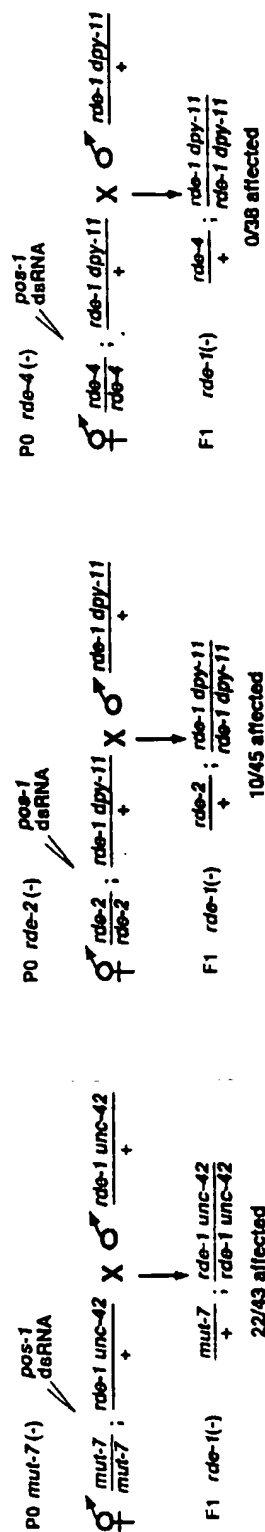 P0 mut-7 (-)
pos-1
dsRNA
mut-7
mut-7
;
rde-1 unc-42
+
X
rde-1 unc-42
+
F1 rde-1(-)
mut-7
+
;
rde-1 unc-42
rde-1 unc-42
22/43 affected
P0 rde-2 (-)
pos-1
dsRNA
rde-2
rde-2
;
rde-1 dpy-11
+
X
rde-1 dpy-11
+
F1 rde-1(-)
rde-2
+
;
rde-1 dpy-11
rde-1 dpy-11
10/45 affected
P0 rde-4 (-)
pos-1
dsRNA
rde-4
rde-4
;
rde-1 dpy-11
+
X
rde-1 dpy-11
+
F1 rde-1(-)
rde-4
+
;
rde-1 dpy-11
rde-1 dpy-11
0/38 affected